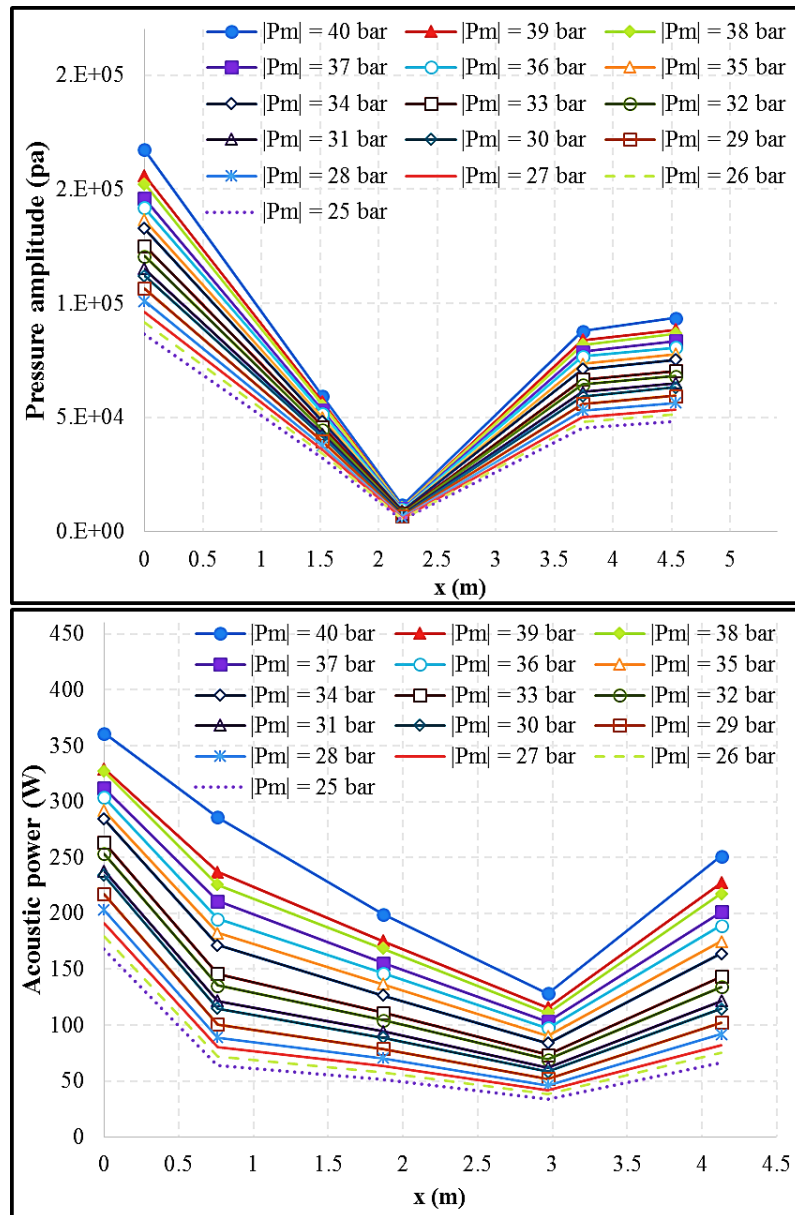 |Pm| = 40 bar |Pm| = 39 bar |Pm| = 38 bar
|Pm| = 37 bar |Pm| = 36 bar |Pm| = 35 bar
|Pm| = 34 bar |Pm| = 33 bar |Pm| = 32 bar
|Pm| = 31 bar |Pm| = 30 bar |Pm| = 29 bar
|Pm| = 28 bar |Pm| = 27 bar |Pm| = 26 bar
|Pm| = 25 bar
Pressure amplitude (pa)
2.E+05
2.E+05
1.E+05
5.E+04
0.E+00
0 0.5 1 1.5 2 2.5 3 3.5 4 4.5 5
x (m)
|Pm| = 40 bar |Pm| = 39 bar |Pm| = 38 bar
|Pm| = 37 bar |Pm| = 36 bar |Pm| = 35 bar
|Pm| = 34 bar |Pm| = 33 bar |Pm| = 32 bar
|Pm| = 31 bar |Pm| = 30 bar |Pm| = 29 bar
|Pm| = 28 bar |Pm| = 27 bar |Pm| = 26 bar
|Pm| = 25 bar
Acoustic power (W)
450
400
350
300
250
200
150
100
50
0
0 0.5 1 1.5 2 2.5 3 3.5 4 4.5
x (m)